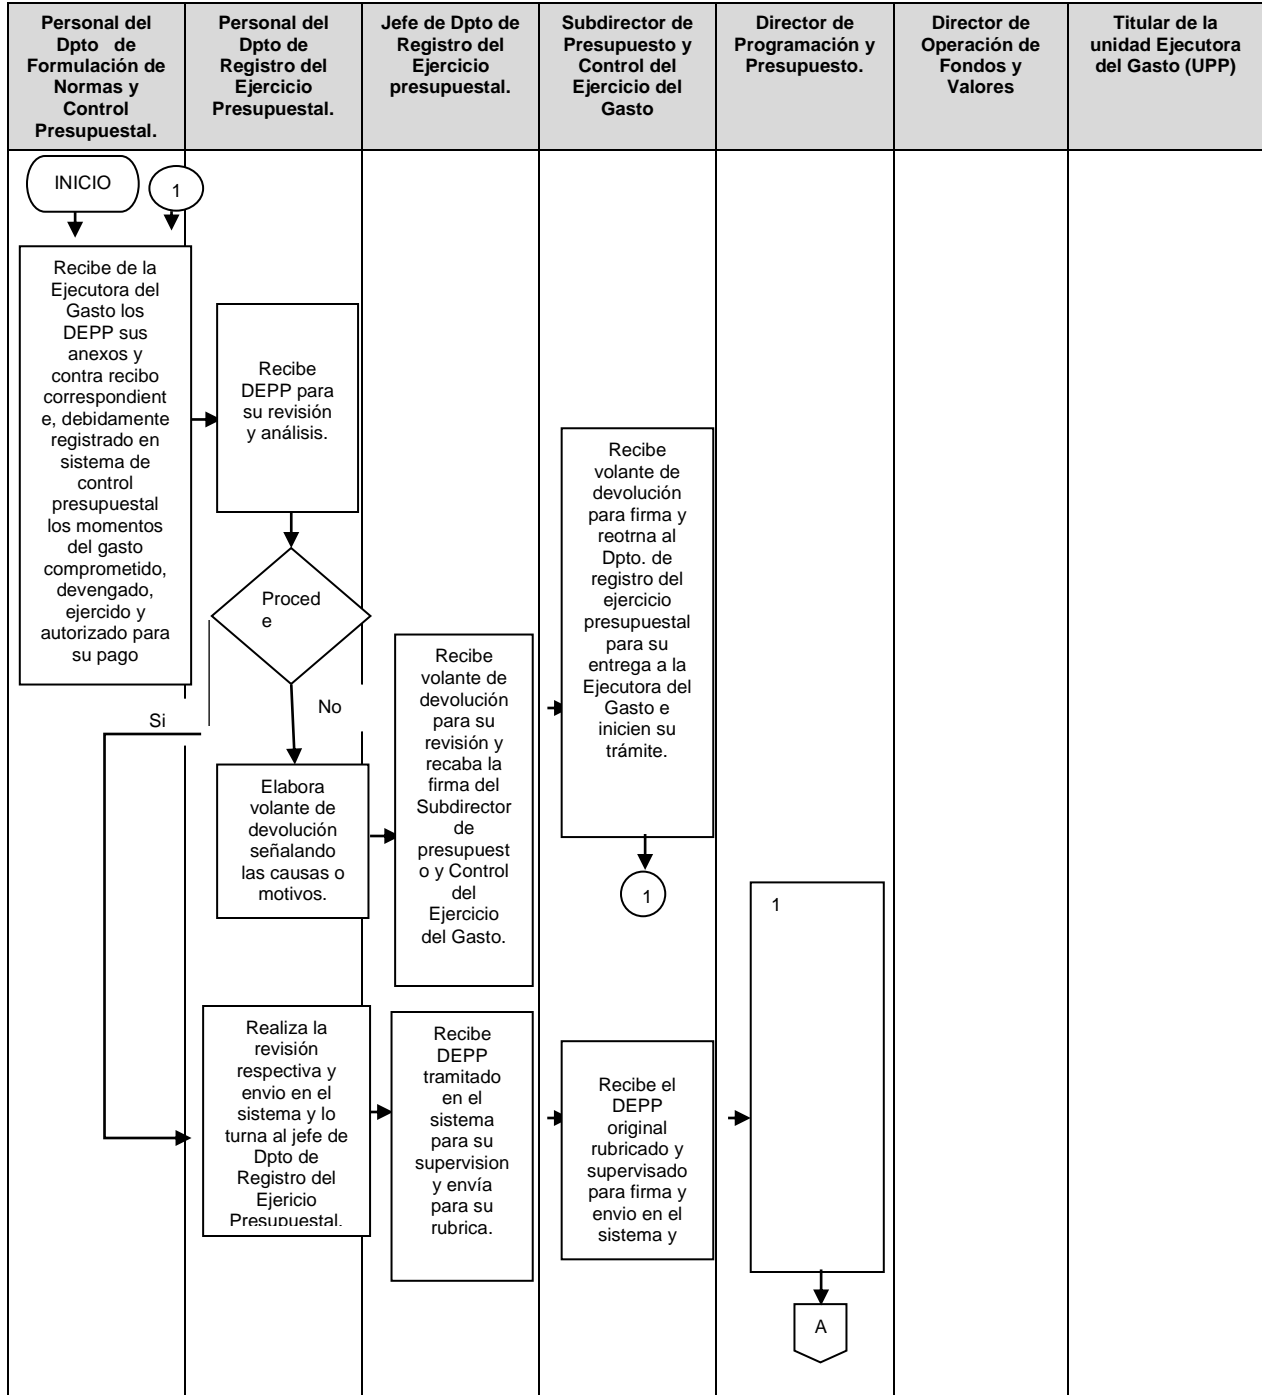 Personal del
Dpto de
Formulación de
Normas y
Control
Presupuestal.
Personal del
Dpto de
Registro del
Ejercicio
Presupuestal.
Jefe de Dpto de
Registro del
Ejercicio
presupuestal.
Subdirector de
Presupuesto y
Control del
Ejercicio del
Gasto
Director de
Programación y
Presupuesto.
Director de
Operación de
Fondos y
Valores
Titular de la
unidad Ejecutora
del Gasto (UPP)
INICIO
1
Recibe de la
Ejecutora del
Gasto los
DEPP sus
anexos y
contra recibo
correspondient
e, debidamente
registrado en
sistema de
control
presupuestal
los momentos
del gasto
comprometido,
devengado,
ejercido y
autorizado para
su pago
Recibe
DEPP para
su revisión
y análisis.
Proced
e
Si
No
Elabora
volante de
devolución
señalando
las causas o
motivos.
Recibe
volante de
devolución
para su
revisión y
recaba la
firma del
Subdirector
de
presupuest
o y Control
del
Ejercicio
del Gasto.
Recibe
volante de
devolución
para firma y
reotrna al
Dpto. de
registro del
ejercicio
presupuestal
para su
entrega a la
Ejecutora del
Gasto e
inicien su
trámite.
1
1
Realiza la
revisión
respectiva y
envio en el
sistema y lo
turna al jefe de
Dpto de
Registro del
Ejericio
Presupuestal.
Recibe
DEPP
tramitado
en el
sistema
para su
supervision
y envía
para su
rubrica.
Recibe el
DEPP
original
rubricado y
supervisado
para firma y
envio en el
sistema y
A